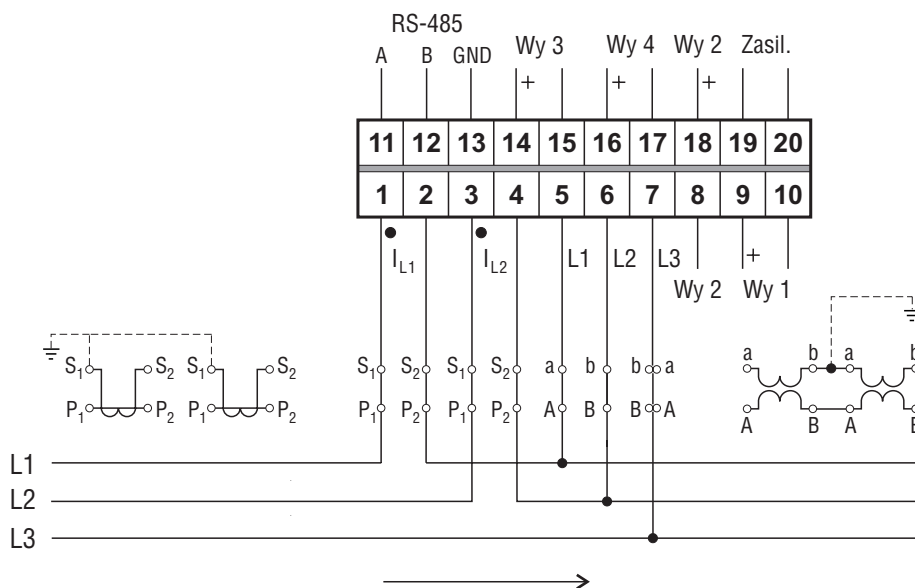 RS-485
A B GND Wy 3 Wy 4 Wy 2 Zasil.
+ + +
11 12 13 14 15 16 17 18 19 20
1 2 3 4 5 6 7 8 9 10
I_L1 I_L2 L1 L2 L3 +
Wy 2 Wy 1
S₁ S₂ S₁ S₂ S₁ S₂ S₁ S₂ a b b a a b a b
P₁ P₂ P₁ P₂ P₁ P₂ P₁ P₂ A B B A A B A B
L1
L2
L3